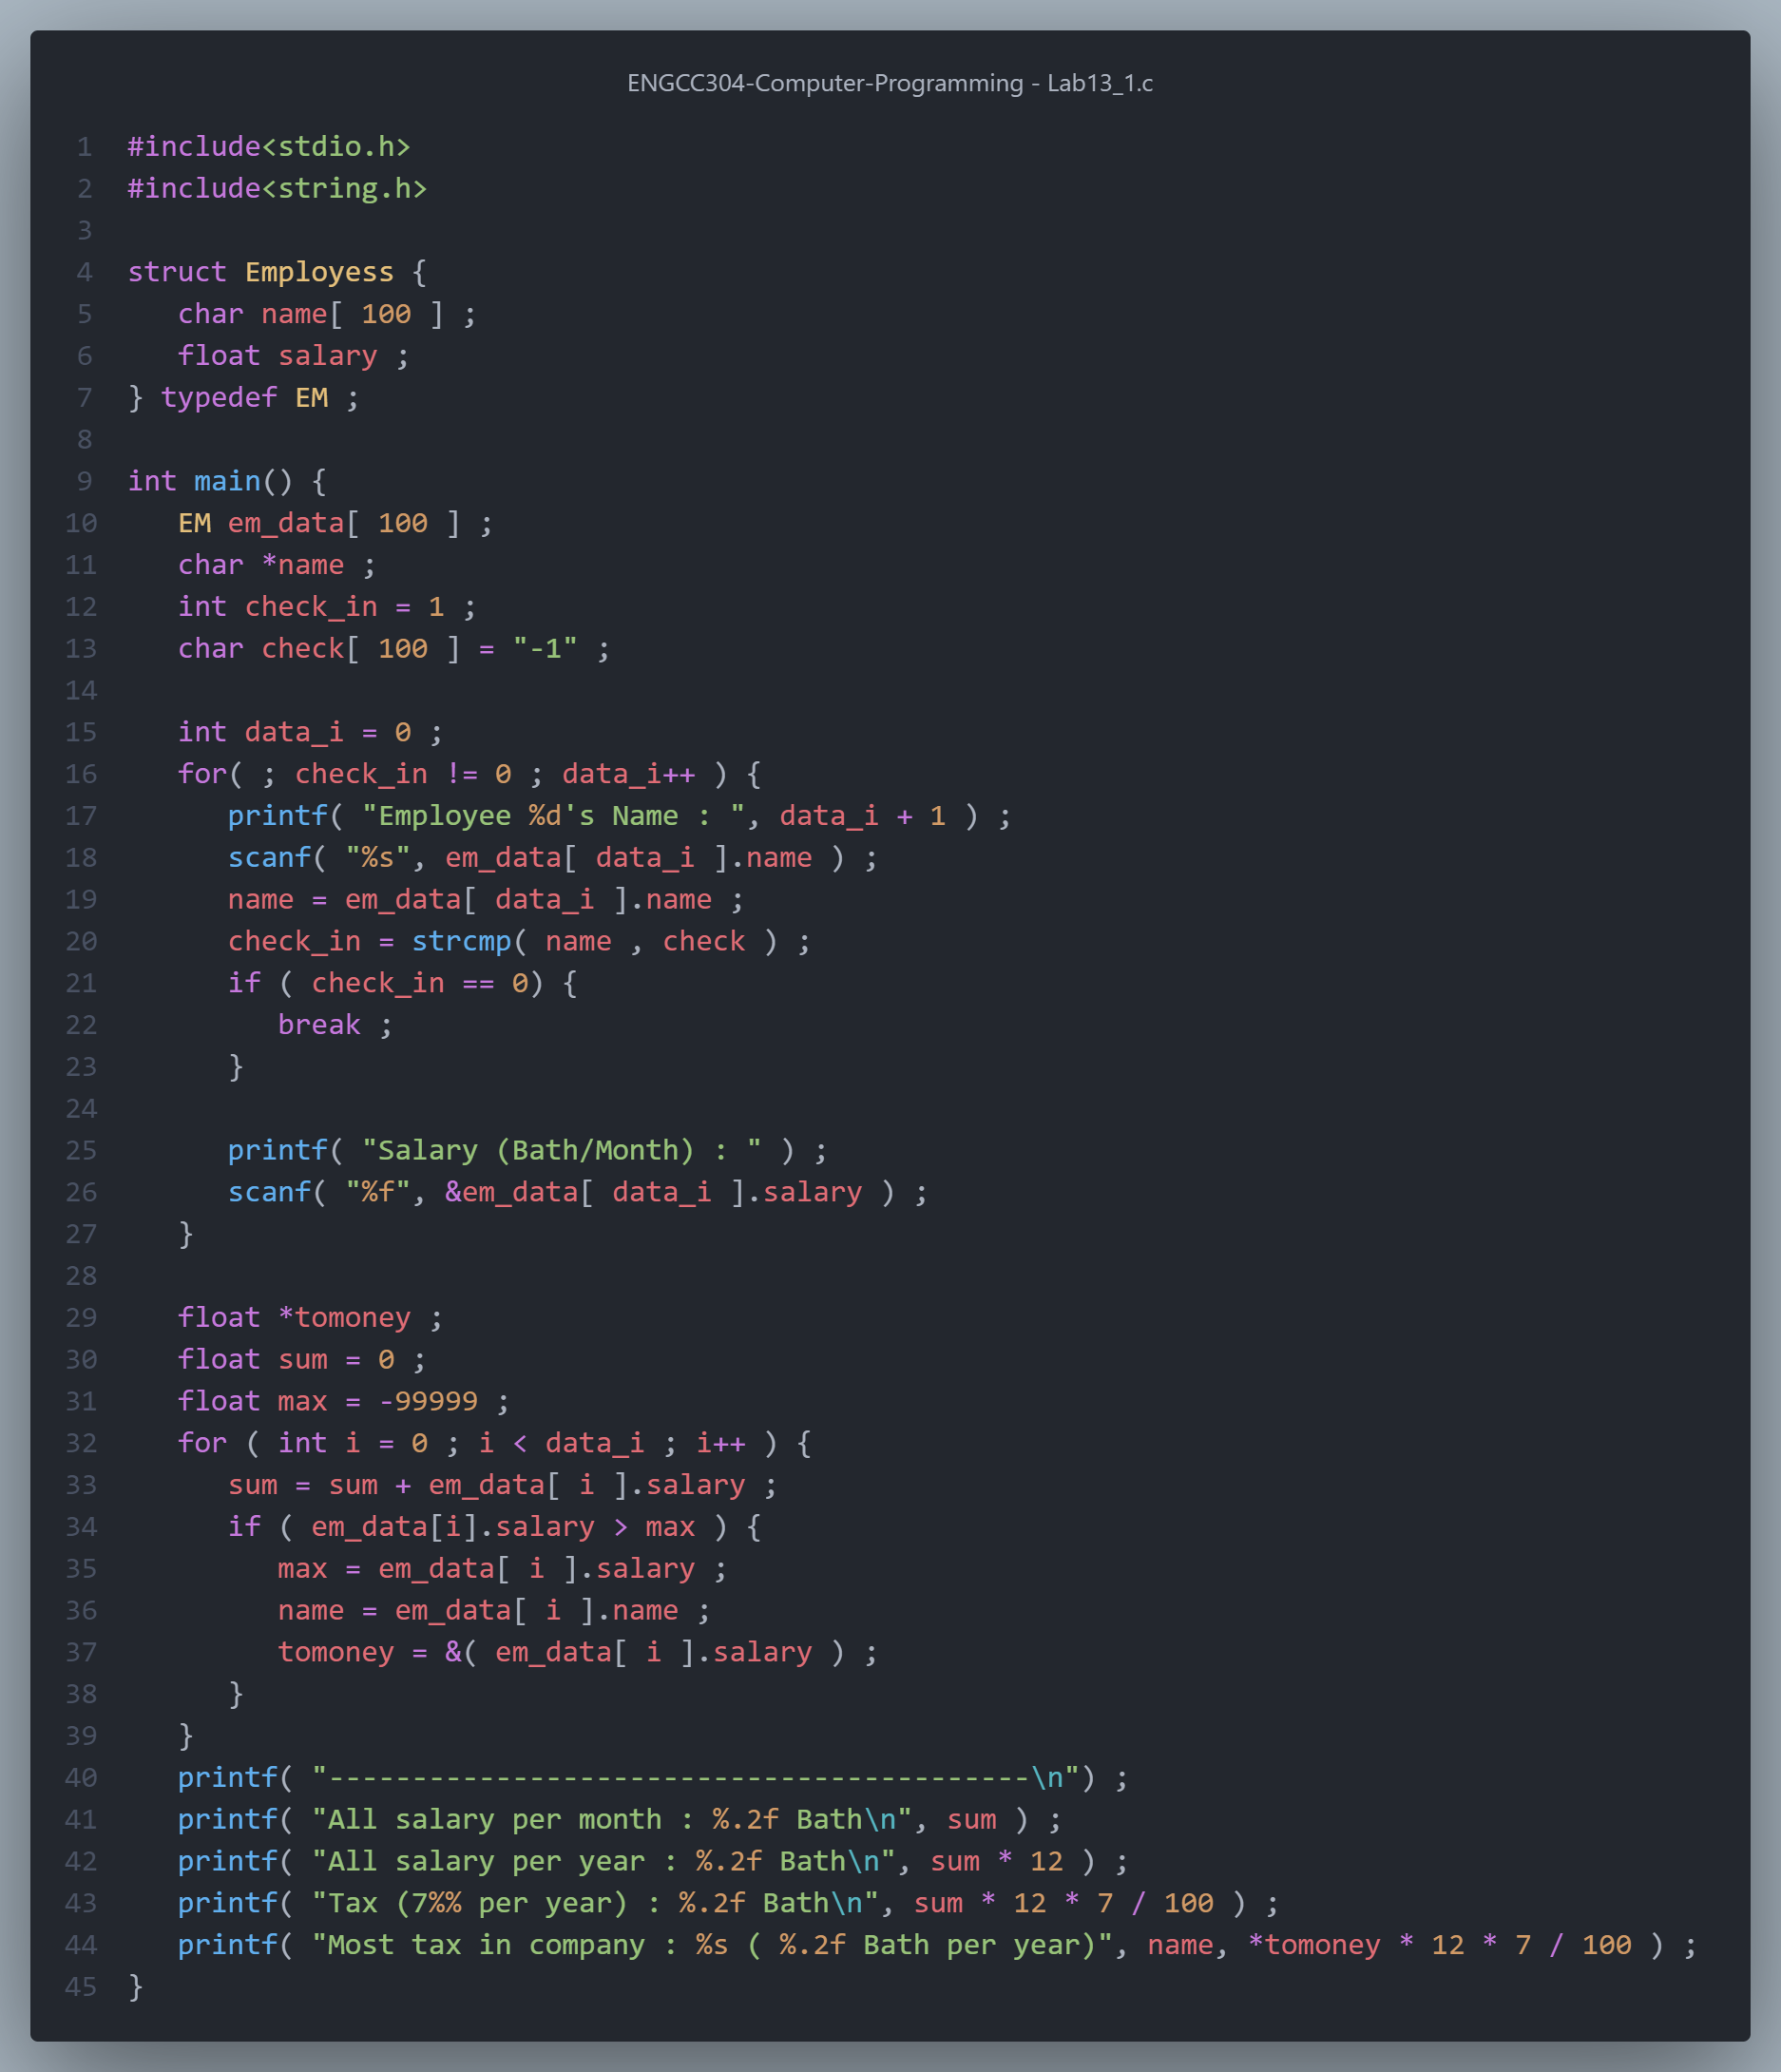 ENGCC304-Computer-Programming - Lab13_1.c
1 #include<stdio.h>
2 #include<string.h>
3
4 struct Employess {
5    char name[ 100 ] ;
6    float salary ;
7 } typedef EM ;
8
9 int main() {
10    EM em_data[ 100 ] ;
11    char *name ;
12    int check_in = 1 ;
13    char check[ 100 ] = "-1" ;
14
15    int data_i = 0 ;
16    for( ; check_in != 0 ; data_i++ ) {
17       printf( "Employee %d's Name : ", data_i + 1 ) ;
18       scanf( "%s", em_data[ data_i ].name ) ;
19       name = em_data[ data_i ].name ;
20       check_in = strcmp( name , check ) ;
21       if ( check_in == 0) {
22          break ;
23       }
24
25       printf( "Salary (Bath/Month) : " ) ;
26       scanf( "%f", &em_data[ data_i ].salary ) ;
27    }
28
29    float *tomoney ;
30    float sum = 0 ;
31    float max = -99999 ;
32    for ( int i = 0 ; i < data_i ; i++ ) {
33       sum = sum + em_data[ i ].salary ;
34       if ( em_data[i].salary > max ) {
35          max = em_data[ i ].salary ;
36          name = em_data[ i ].name ;
37          tomoney = &( em_data[ i ].salary ) ;
38       }
39    }
40    printf( "------------------------------------------\n") ;
41    printf( "All salary per month : %.2f Bath\n", sum ) ;
42    printf( "All salary per year : %.2f Bath\n", sum * 12 ) ;
43    printf( "Tax (7%% per year) : %.2f Bath\n", sum * 12 * 7 / 100 ) ;
44    printf( "Most tax in company : %s ( %.2f Bath per year)", name, *tomoney * 12 * 7 / 100 ) ;
45 }